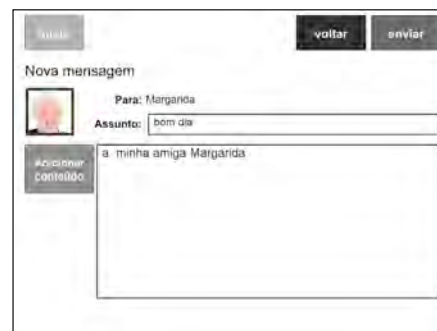 voltar enviar
Nova mensagem
Para: Margarida
Assunto: bom dia
a minha amiga Margarida
Adicionar
conteúdo